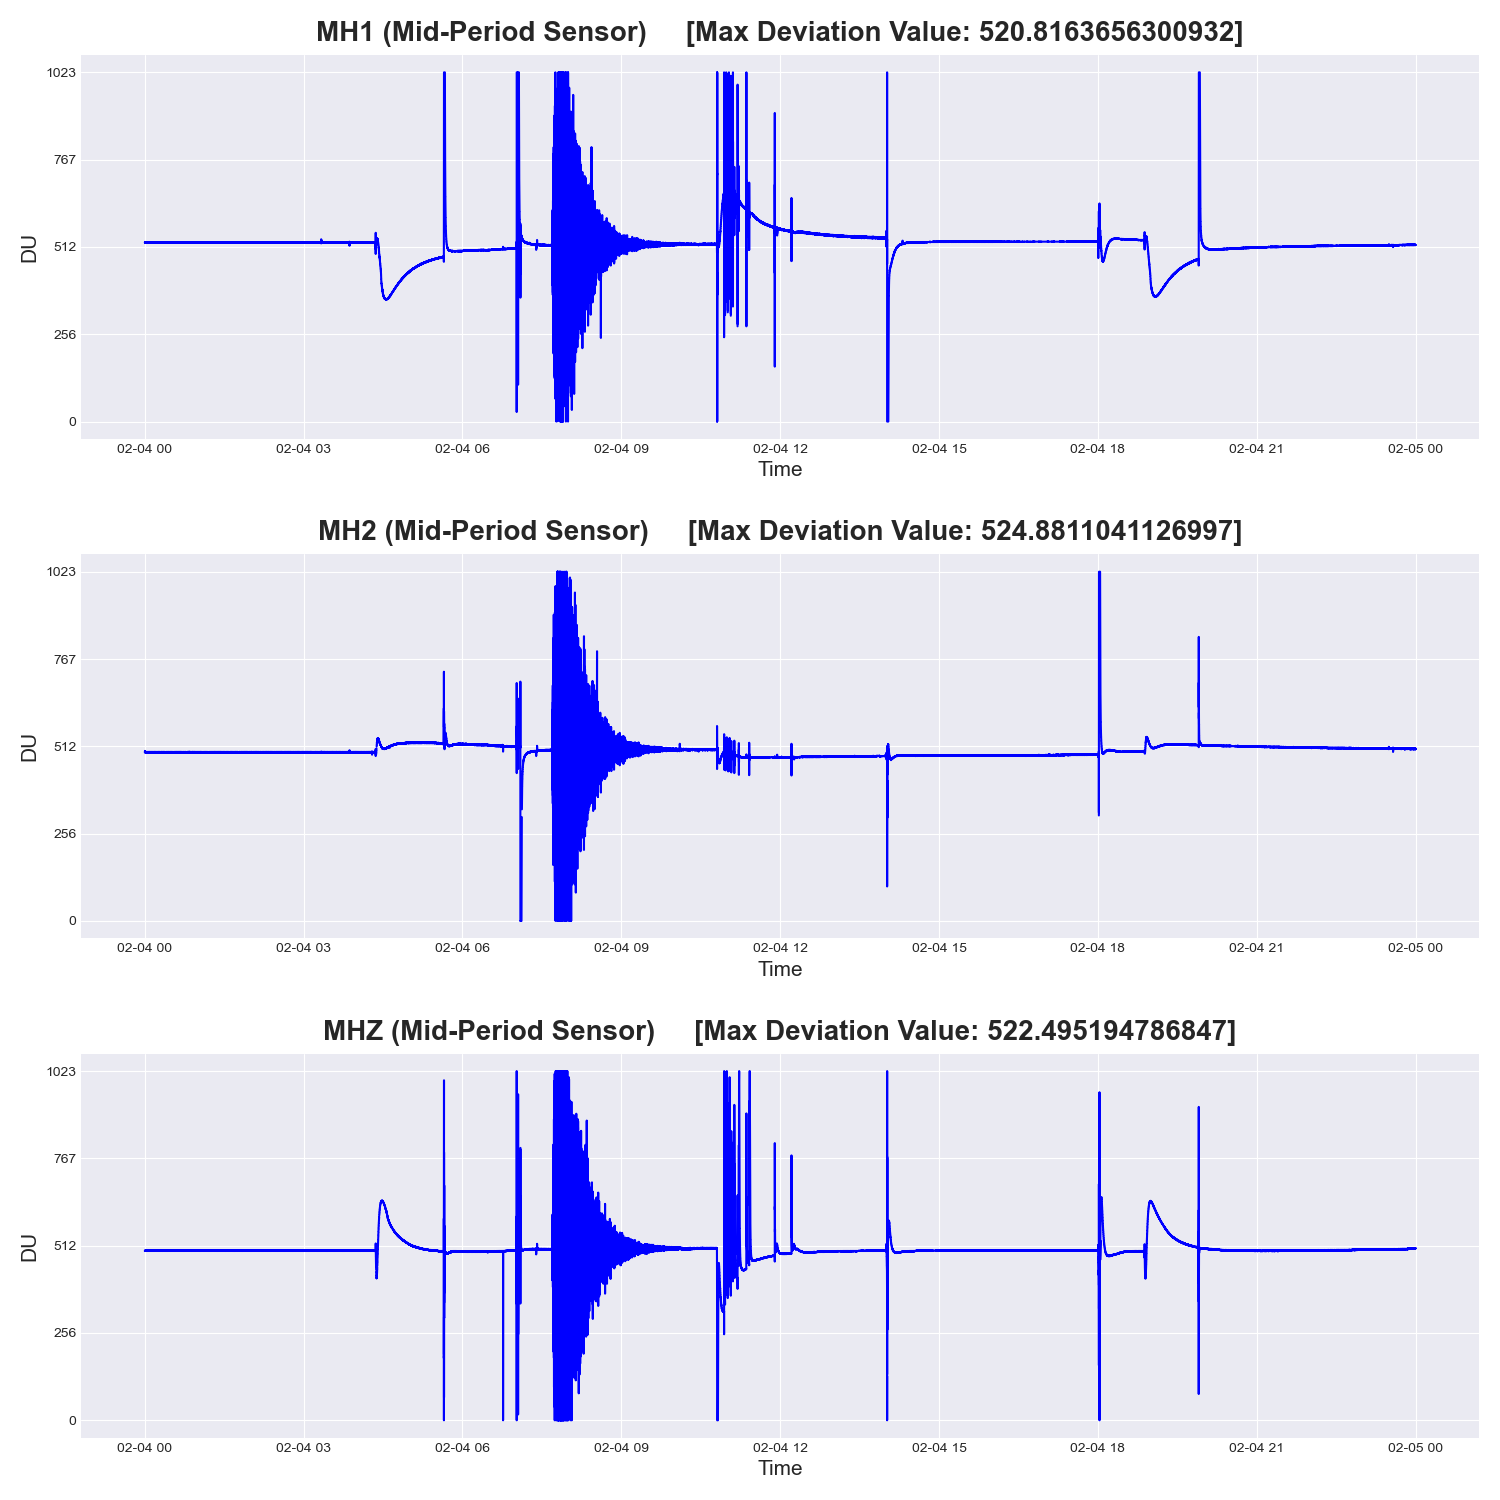 MH1 (Mid-Period Sensor) [Max Deviation Value: 520.8163656300932]
1023
767
512
256
0
DU
02-04 00 02-04 03 02-04 06 02-04 09 02-04 12 02-04 15 02-04 18 02-04 21 02-05 00
Time
MH2 (Mid-Period Sensor) [Max Deviation Value: 524.8811041126997]
1023
767
512
256
0
DU
02-04 00 02-04 03 02-04 06 02-04 09 02-04 12 02-04 15 02-04 18 02-04 21 02-05 00
Time
MHZ (Mid-Period Sensor) [Max Deviation Value: 522.495194786847]
1023
767
512
256
0
DU
02-04 00 02-04 03 02-04 06 02-04 09 02-04 12 02-04 15 02-04 18 02-04 21 02-05 00
Time